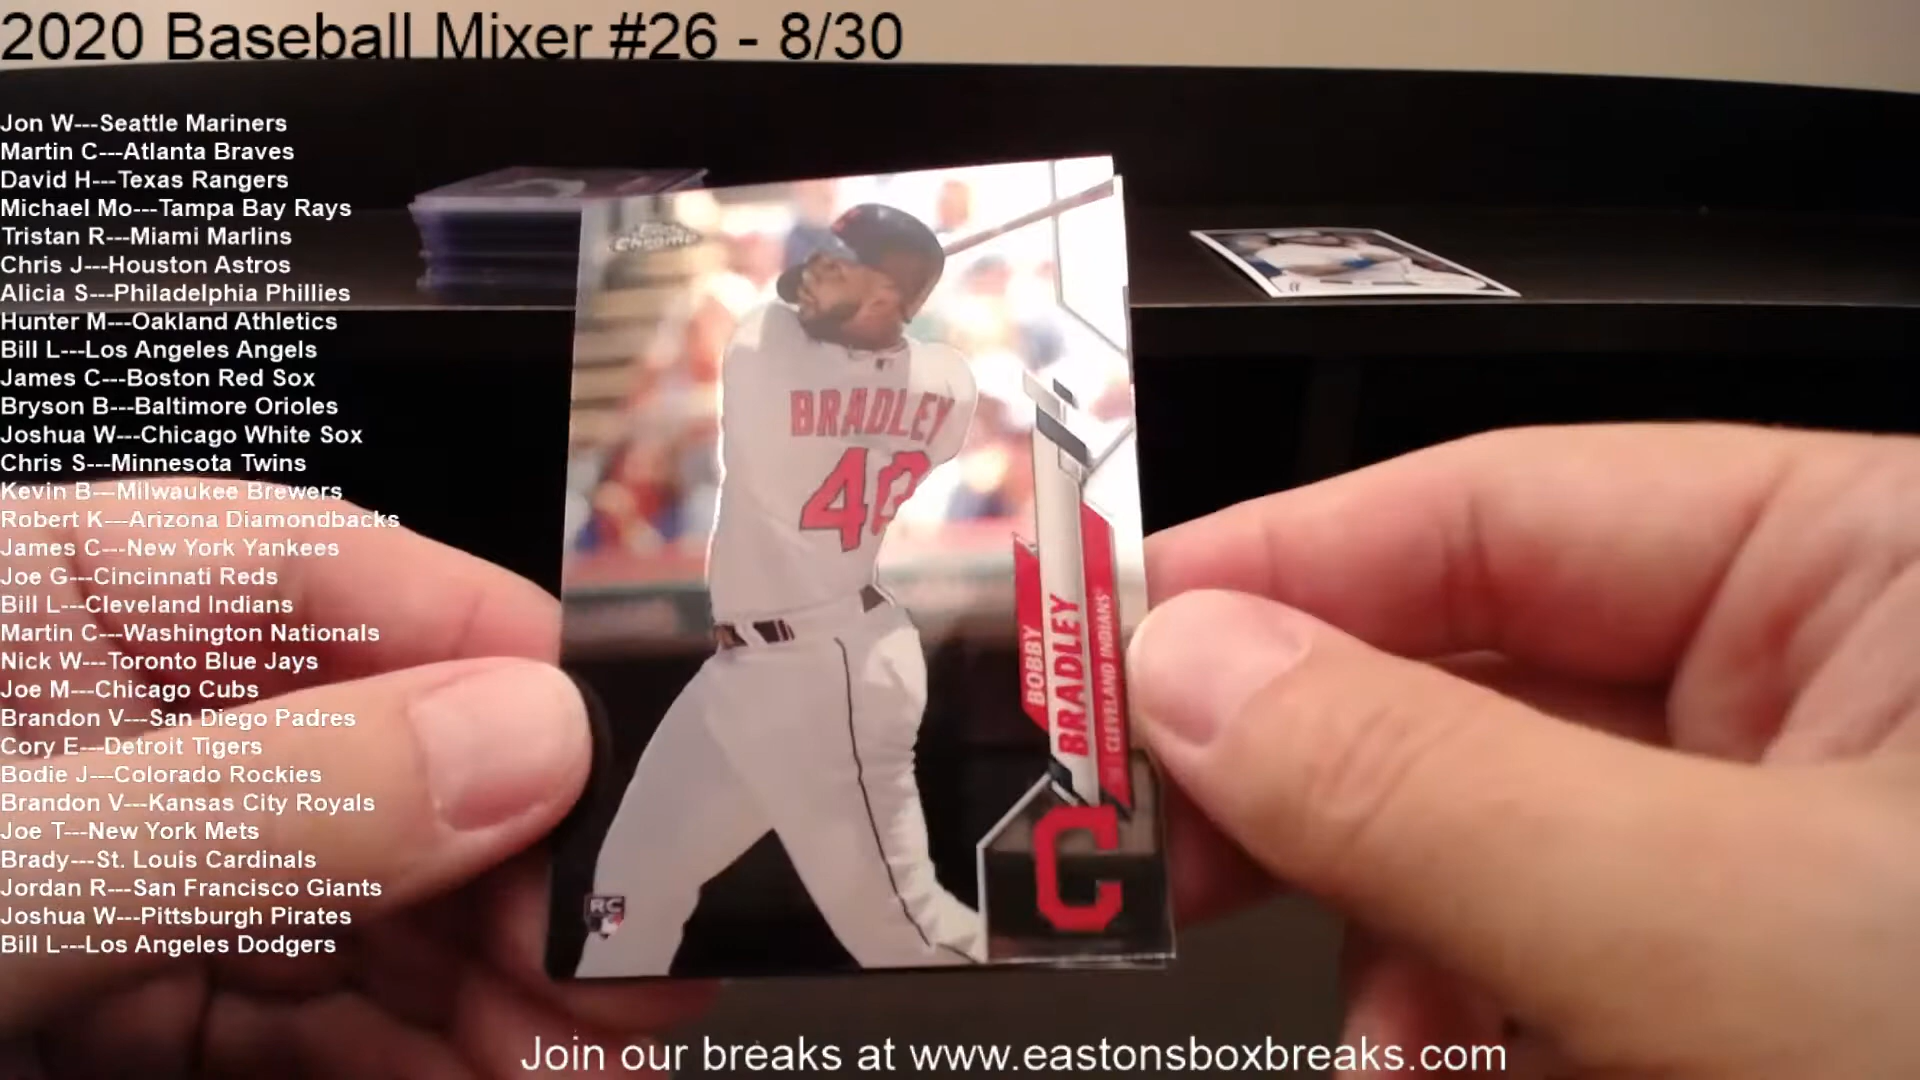 2020 Baseball Mixer #26 - 8/30
Jon W---Seattle Mariners
Martin C---Atlanta Braves
David H---Texas Rangers
Michael Mo---Tampa Bay Rays
Tristan R---Miami Marlins
Chris J---Houston Astros
Alicia S---Philadelphia Phillies
Hunter M---Oakland Athletics
Bill L---Los Angeles Angels
James C---Boston Red Sox
Bryson B---Baltimore Orioles
Joshua W---Chicago White Sox
Chris S---Minnesota Twins
Kevin B---Milwaukee Brewers
Robert K---Arizona Diamondbacks
James C---New York Yankees
Joe G---Cincinnati Reds
Bill L---Cleveland Indians
Martin C---Washington Nationals
Nick W---Toronto Blue Jays
Joe M---Chicago Cubs
Brandon V---San Diego Padres
Cory E---Detroit Tigers
Bodie J---Colorado Rockies
Brandon V---Kansas City Royals
Joe T---New York Mets
Brady---St. Louis Cardinals
Jordan R---San Francisco Giants
Joshua W---Pittsburgh Pirates
Bill L---Los Angeles Dodgers
Topps
Chrome
BRADLEY
40
BOBBY
BRADLEY
CLEVELAND INDIANS
C
RC
Join our breaks at www.eastonsboxbreaks.com